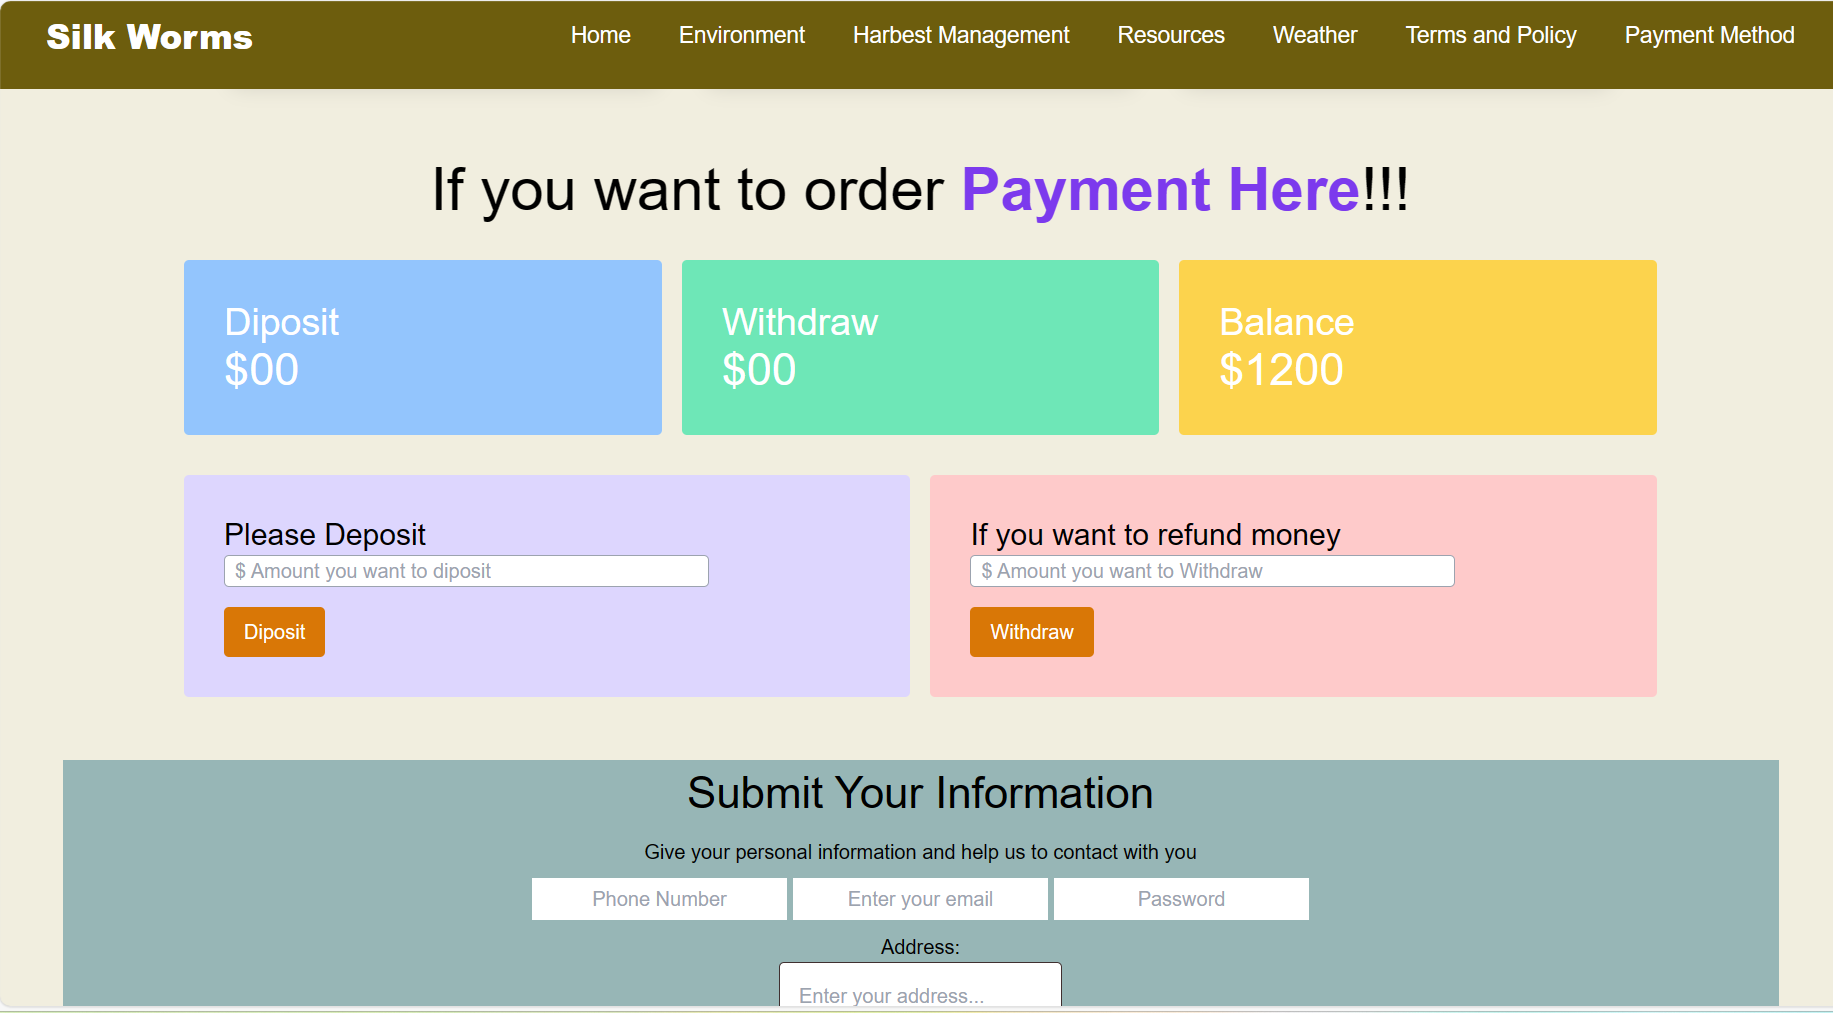 Silk Worms
Home Environment Harbest Management Resources Weather Terms and Policy Payment Method
If you want to order Payment Here!!!
Diposit
$00
Withdraw
$00
Balance
$1200
Please Deposit
$ Amount you want to diposit
Diposit
If you want to refund money
$ Amount you want to Withdraw
Withdraw
Submit Your Information
Give your personal information and help us to contact with you
Phone Number Enter your email Password
Address:
Enter your address...